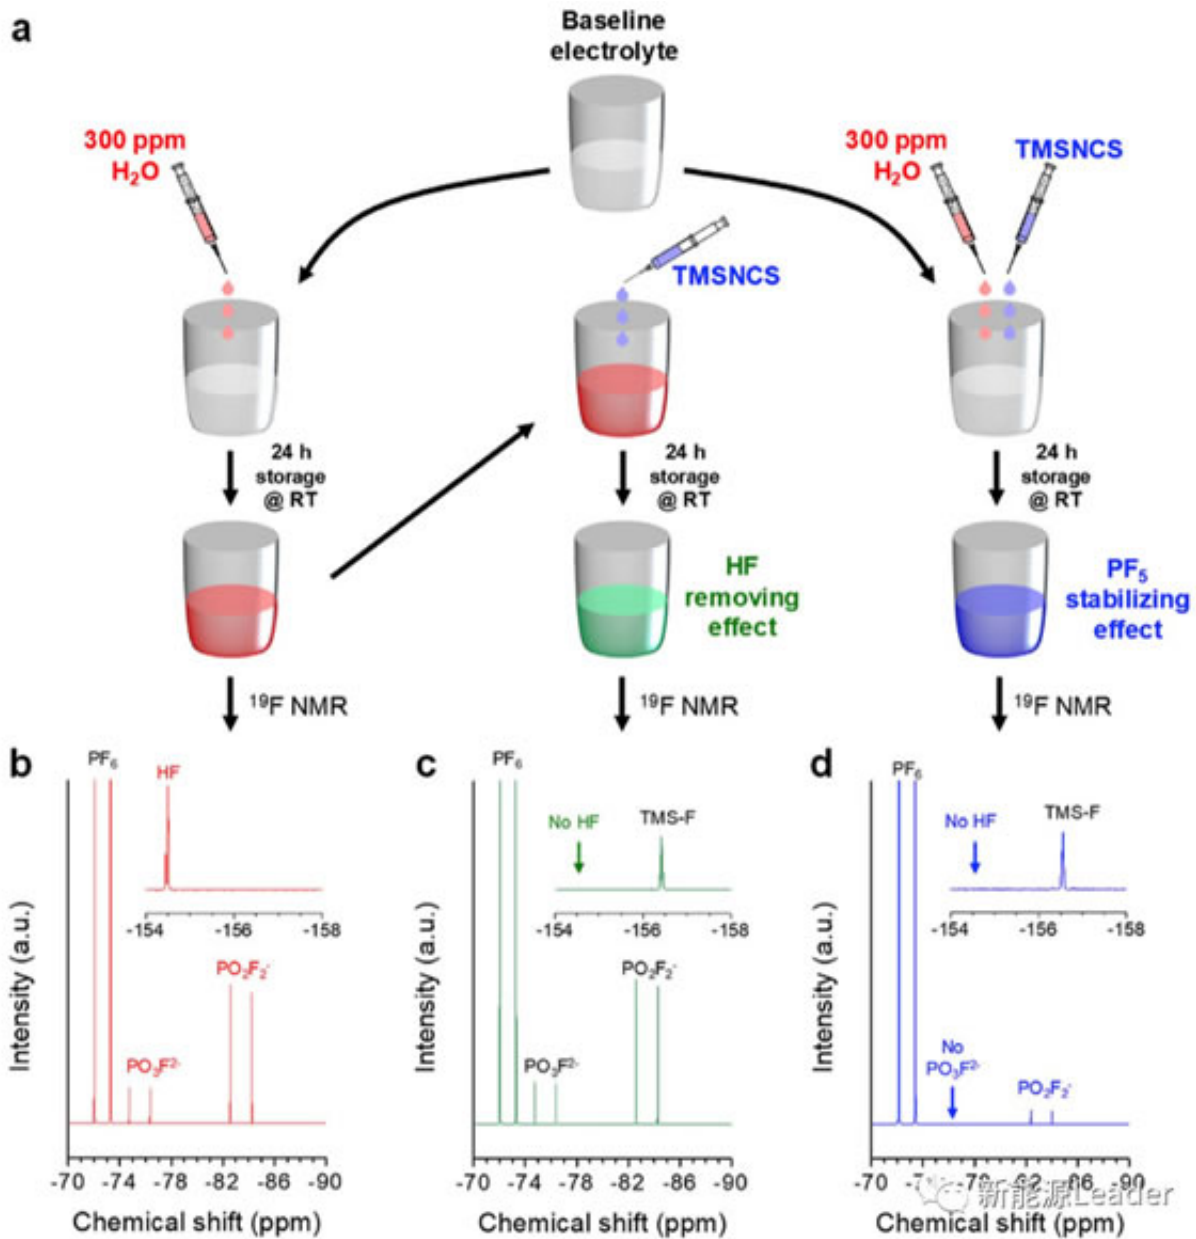 a
Baseline
electrolyte
300 ppm
H₂O
300 ppm
H₂O
TMSNCS
TMSNCS
24 h
storage
@ RT
24 h
storage
@ RT
24 h
storage
@ RT
HF
removing
effect
PF₅
stabilizing
effect
¹⁹F NMR
¹⁹F NMR
¹⁹F NMR
b
PF₆
HF
-154 -156 -158
PO₂F₂⁻
PO₃F²⁻
Intensity (a.u.)
-70 -74 -78 -82 -86 -90
Chemical shift (ppm)
c
PF₆
No HF
TMS-F
-154 -156 -158
PO₂F₂⁻
PO₃F²⁻
Intensity (a.u.)
-70 -74 -78 -82 -86 -90
Chemical shift (ppm)
d
PF₆
No HF
TMS-F
-154 -156 -158
No
PO₃F²⁻
PO₂F₂⁻
Intensity (a.u.)
-70 -74 -86 -90
Chemical shift (ppm)
新能源Leader